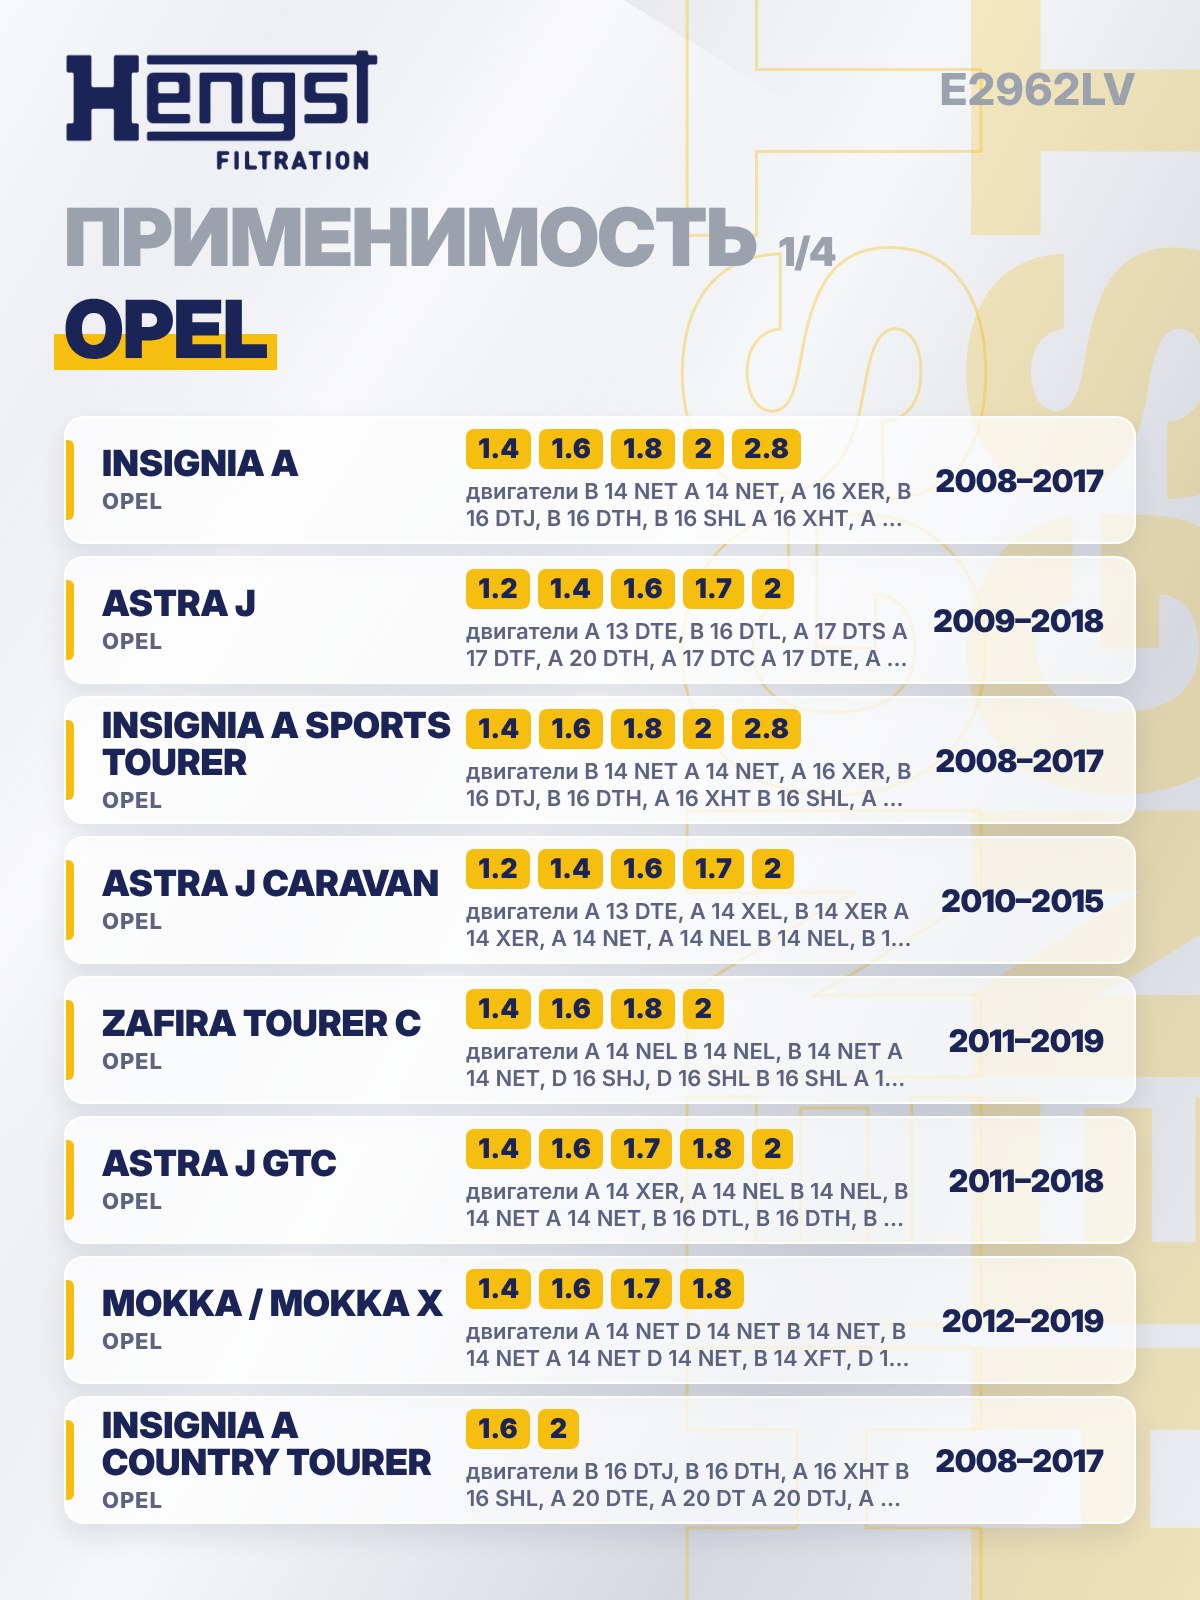 Hengst
FILTRATION
E2962LV
ПРИМЕНИМОСТЬ 1/4
OPEL
INSIGNIA A
OPEL
1.4 1.6 1.8 2 2.8
двигатели B 14 NET A 14 NET, A 16 XER, B
16 DTJ, B 16 DTH, B 16 SHL A 16 XHT, A ...
2008–2017
ASTRA J
OPEL
1.2 1.4 1.6 1.7 2
двигатели A 13 DTE, B 16 DTL, A 17 DTS A
17 DTF, A 20 DTH, A 17 DTC A 17 DTE, A ...
2009–2018
INSIGNIA A SPORTS
TOURER
OPEL
1.4 1.6 1.8 2 2.8
двигатели B 14 NET A 14 NET, A 16 XER, B
16 DTJ, B 16 DTH, A 16 XHT B 16 SHL, A ...
2008–2017
ASTRA J CARAVAN
OPEL
1.2 1.4 1.6 1.7 2
двигатели A 13 DTE, A 14 XEL, B 14 XER A
14 XER, A 14 NET, A 14 NEL B 14 NEL, B 1...
2010–2015
ZAFIRA TOURER C
OPEL
1.4 1.6 1.8 2
двигатели A 14 NEL B 14 NEL, B 14 NET A
14 NET, D 16 SHJ, D 16 SHL B 16 SHL A 1...
2011–2019
ASTRA J GTC
OPEL
1.4 1.6 1.7 1.8 2
двигатели A 14 XER, A 14 NEL B 14 NEL, B
14 NET A 14 NET, B 16 DTL, B 16 DTH, B ...
2011–2018
MOKKA / MOKKA X
OPEL
1.4 1.6 1.7 1.8
двигатели A 14 NET D 14 NET B 14 NET, B
14 NET A 14 NET D 14 NET, B 14 XFT, D 1...
2012–2019
INSIGNIA A
COUNTRY TOURER
OPEL
1.6 2
двигатели B 16 DTJ, B 16 DTH, A 16 XHT B
16 SHL, A 20 DTE, A 20 DT A 20 DTJ, A ...
2008–2017
HENGST
HENGST